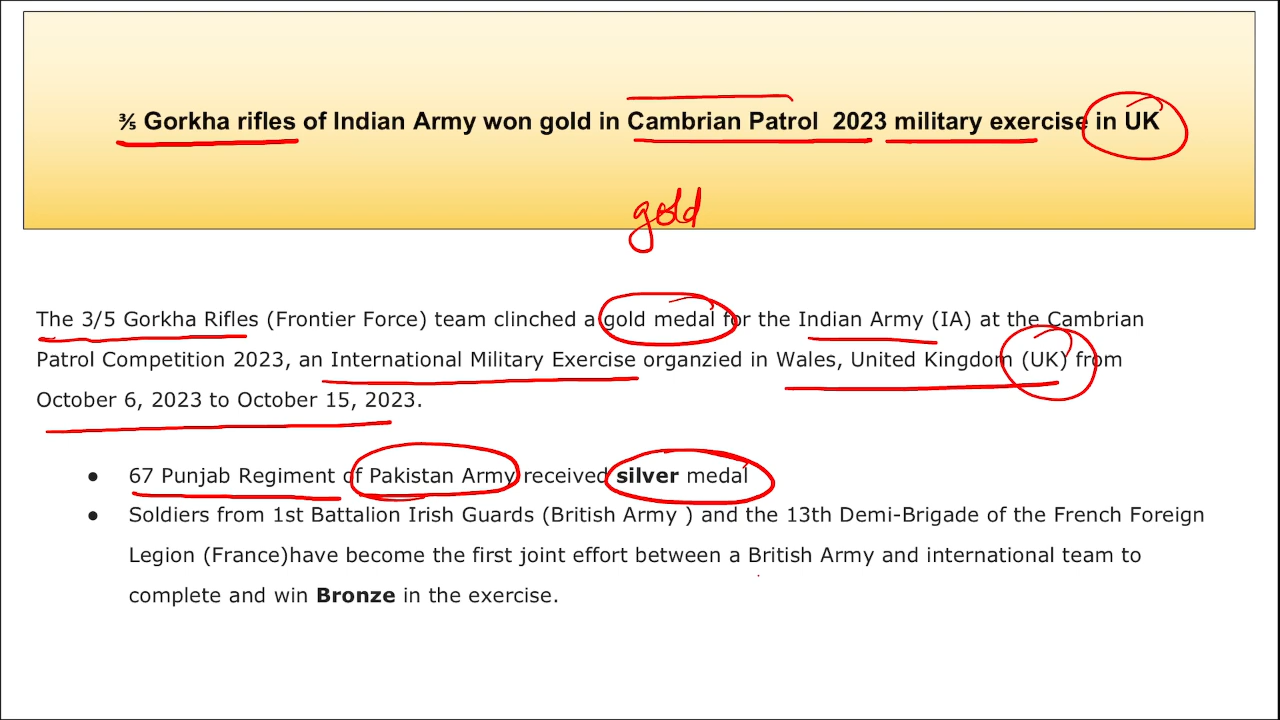 ⅗ Gorkha rifles of Indian Army won gold in Cambrian Patrol 2023 military exercise in UK
gold
The 3/5 Gorkha Rifles (Frontier Force) team clinched a gold medal for the Indian Army (IA) at the Cambrian
Patrol Competition 2023, an International Military Exercise organzied in Wales, United Kingdom (UK) from
October 6, 2023 to October 15, 2023.
● 67 Punjab Regiment of Pakistan Army received silver medal
● Soldiers from 1st Battalion Irish Guards (British Army ) and the 13th Demi-Brigade of the French Foreign
Legion (France)have become the first joint effort between a British Army and international team to
complete and win Bronze in the exercise.